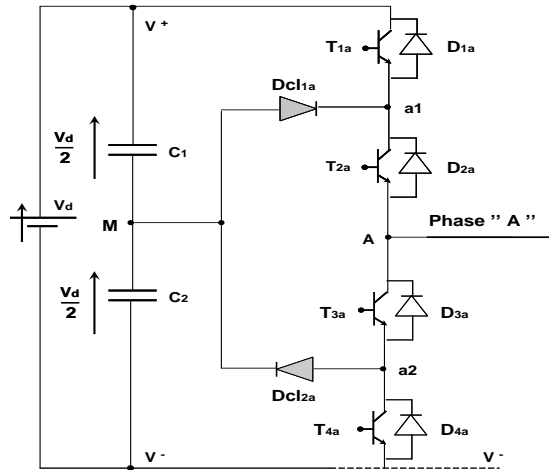 V +
T1a
D1a
Dcl1a
a1
Vd
2
C1
T2a
D2a
Vd
M
A
Phase " A "
Vd
2
C2
T3a
D3a
Dcl2a
a2
T4a
D4a
V -
V -